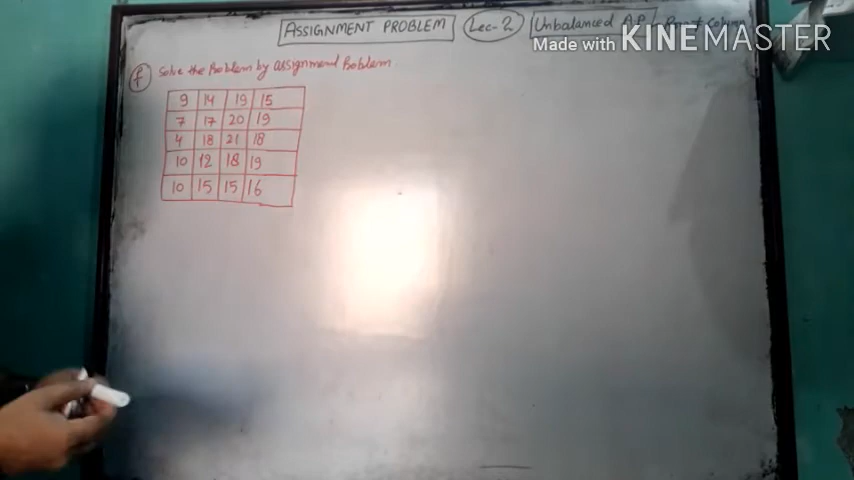 ASSIGNMENT PROBLEM Lec-2 Unbalanced A.P
Made with KINEMASTER
f Solve the Problem by assignment Problem
9 14 19 15
7 17 20 19
4 18 21 18
10 12 18 19
10 15 15 16